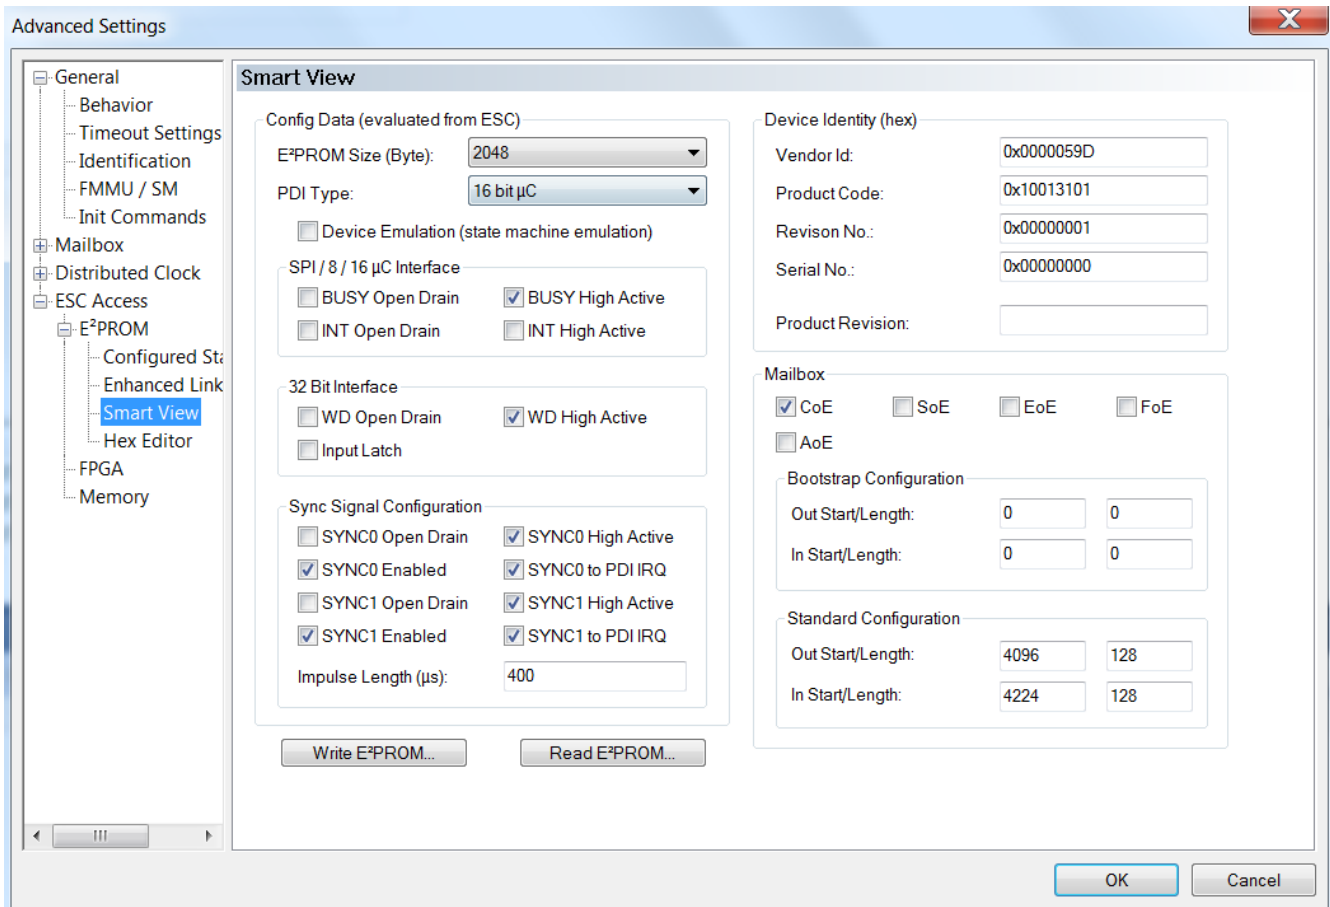 Advanced Settings
General
Behavior
Timeout Settings
Identification
FMMU / SM
Init Commands
Mailbox
Distributed Clock
ESC Access
E²PROM
Configured Sta
Enhanced Link
Smart View
Hex Editor
FPGA
Memory
Smart View
Config Data (evaluated from ESC)
E²PROM Size (Byte): 2048
PDI Type: 16 bit µC
Device Emulation (state machine emulation)
SPI / 8 / 16 µC Interface
BUSY Open Drain BUSY High Active
INT Open Drain INT High Active
32 Bit Interface
WD Open Drain WD High Active
Input Latch
Sync Signal Configuration
SYNC0 Open Drain SYNC0 High Active
SYNC0 Enabled SYNC0 to PDI IRQ
SYNC1 Open Drain SYNC1 High Active
SYNC1 Enabled SYNC1 to PDI IRQ
Impulse Length (µs): 400
Write E²PROM... Read E²PROM...
Device Identity (hex)
Vendor Id: 0x0000059D
Product Code: 0x10013101
Revison No.: 0x00000001
Serial No.: 0x00000000
Product Revision:
Mailbox
CoE SoE EoE FoE
AoE
Bootstrap Configuration
Out Start/Length: 0 0
In Start/Length: 0 0
Standard Configuration
Out Start/Length: 4096 128
In Start/Length: 4224 128
OK Cancel